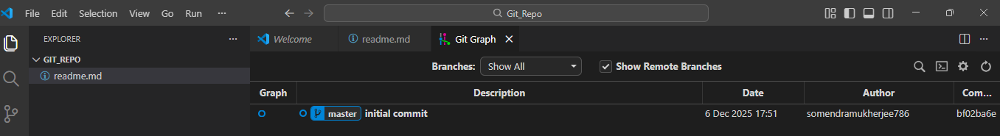 File Edit Selection View Go Run ··· Git_Repo
EXPLORER ··· Welcome readme.md Git Graph ···
GIT_REPO
Branches: Show All Show Remote Branches
readme.md
Graph Description Date Author Com...
master initial commit 6 Dec 2025 17:51 somendramukherjee786 bf02ba6e